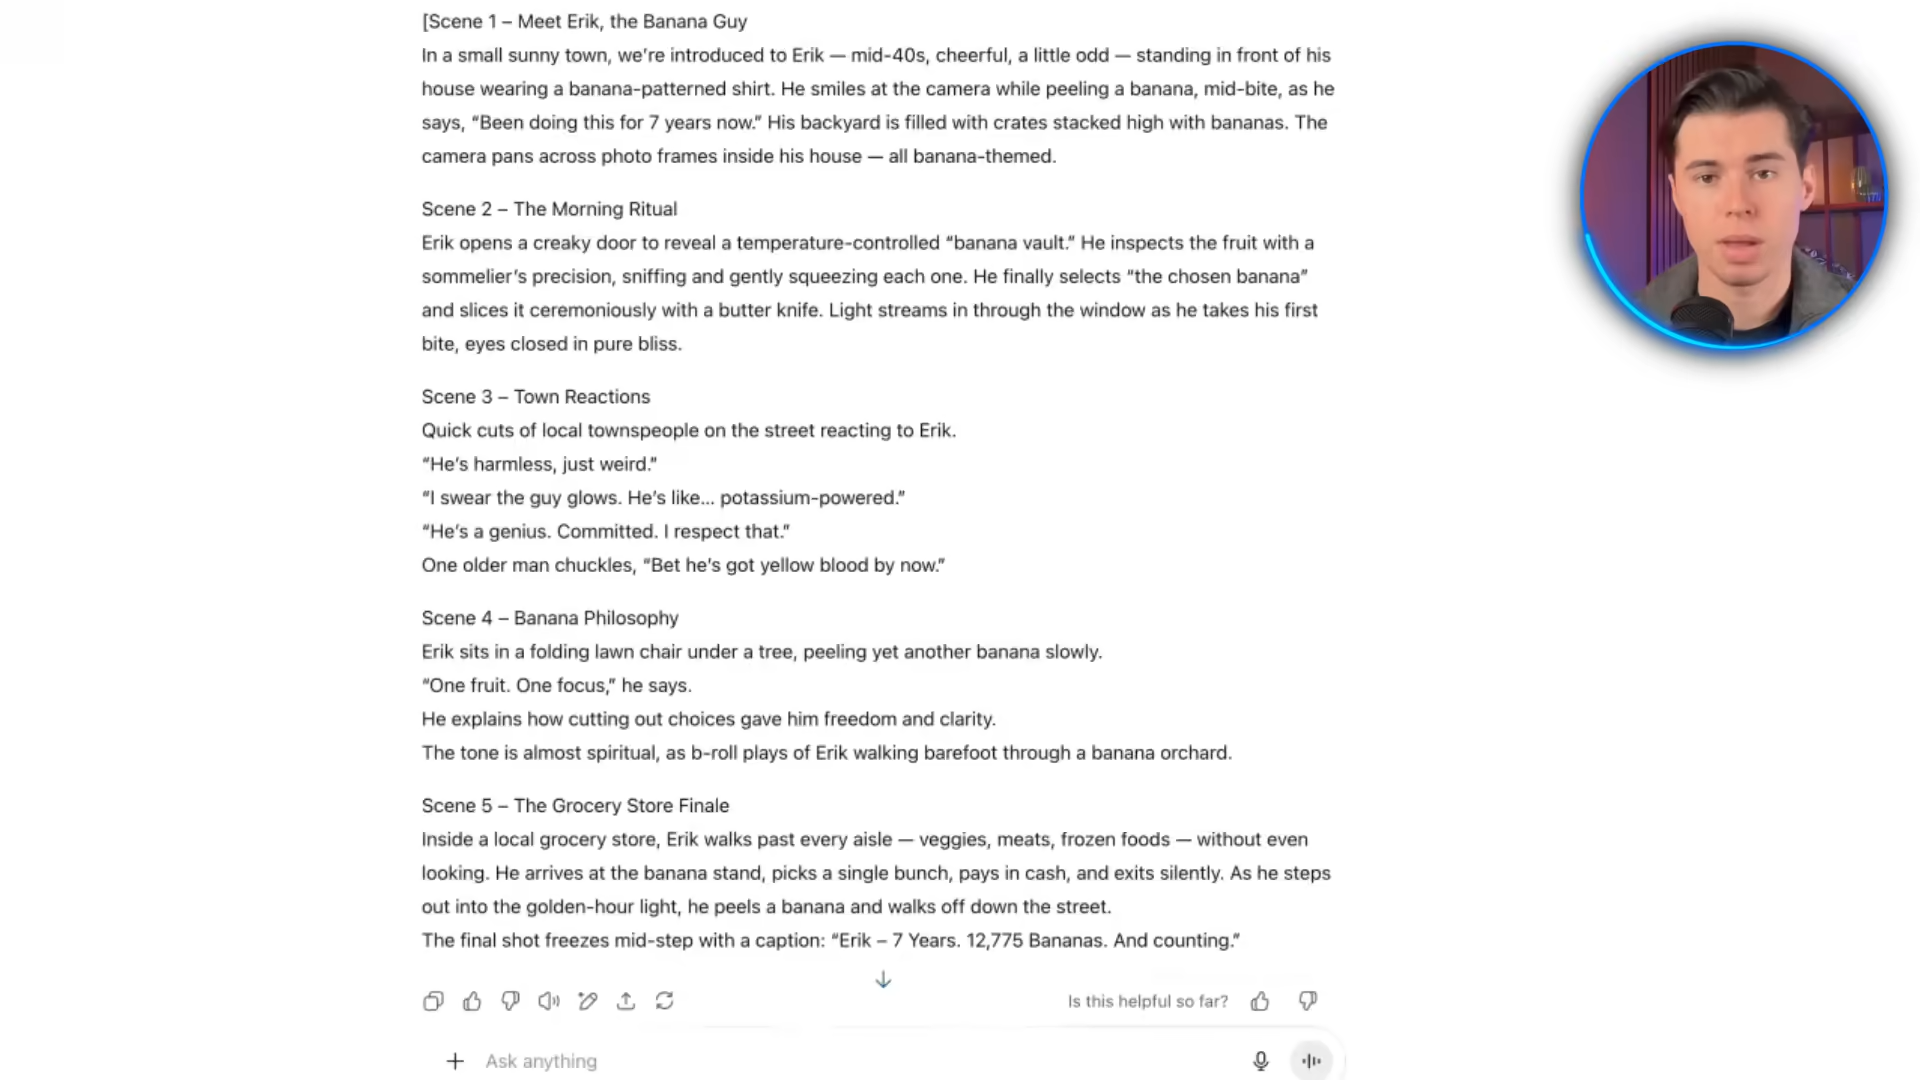 [Scene 1 – Meet Erik, the Banana Guy
In a small sunny town, we’re introduced to Erik — mid-40s, cheerful, a little odd — standing in front of his
house wearing a banana-patterned shirt. He smiles at the camera while peeling a banana, mid-bite, as he
says, “Been doing this for 7 years now.” His backyard is filled with crates stacked high with bananas. The
camera pans across photo frames inside his house — all banana-themed.
Scene 2 – The Morning Ritual
Erik opens a creaky door to reveal a temperature-controlled “banana vault.” He inspects the fruit with a
sommelier’s precision, sniffing and gently squeezing each one. He finally selects “the chosen banana”
and slices it ceremoniously with a butter knife. Light streams in through the window as he takes his first
bite, eyes closed in pure bliss.
Scene 3 – Town Reactions
Quick cuts of local townspeople on the street reacting to Erik.
“He’s harmless, just weird.”
“I swear the guy glows. He’s like... potassium-powered.”
“He’s a genius. Committed. I respect that.”
One older man chuckles, “Bet he’s got yellow blood by now.”
Scene 4 – Banana Philosophy
Erik sits in a folding lawn chair under a tree, peeling yet another banana slowly.
“One fruit. One focus,” he says.
He explains how cutting out choices gave him freedom and clarity.
The tone is almost spiritual, as b-roll plays of Erik walking barefoot through a banana orchard.
Scene 5 – The Grocery Store Finale
Inside a local grocery store, Erik walks past every aisle — veggies, meats, frozen foods — without even
looking. He arrives at the banana stand, picks a single bunch, pays in cash, and exits silently. As he steps
out into the golden-hour light, he peels a banana and walks off down the street.
The final shot freezes mid-step with a caption: “Erik – 7 Years. 12,775 Bananas. And counting.”
Is this helpful so far?
Ask anything